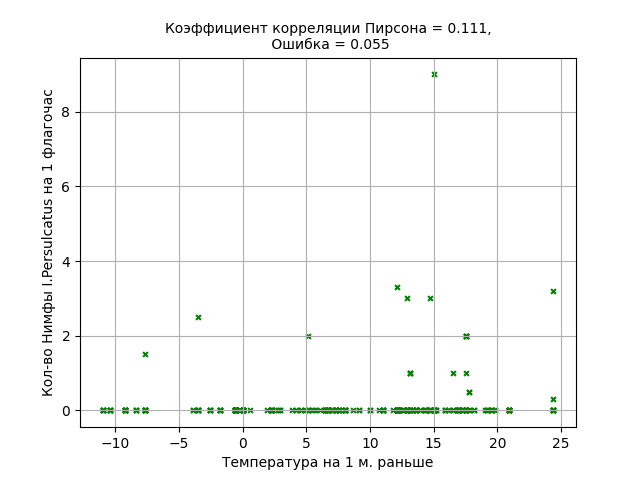 Коэффициент корреляции Пирсона = 0.111,
Ошибка = 0.055
Кол-во Нимфы I.Persulcatus на 1 флагочас
8
6
4
2
0
−10 −5 0 5 10 15 20 25
Температура на 1 м. раньше